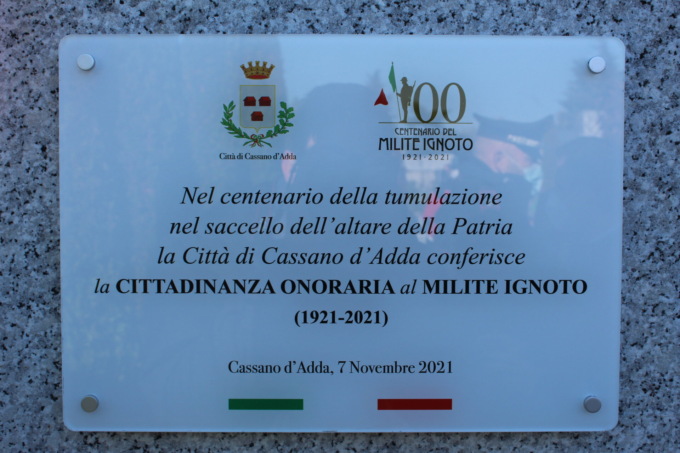 Città di Cassano d'Adda
100
CENTENARIO DEL
MILITE IGNOTO
1921-2021
Nel centenario della tumulazione
nel saccello dell'altare della Patria
la Città di Cassano d'Adda conferisce
la CITTADINANZA ONORARIA al MILITE IGNOTO
(1921-2021)
Cassano d'Adda, 7 Novembre 2021